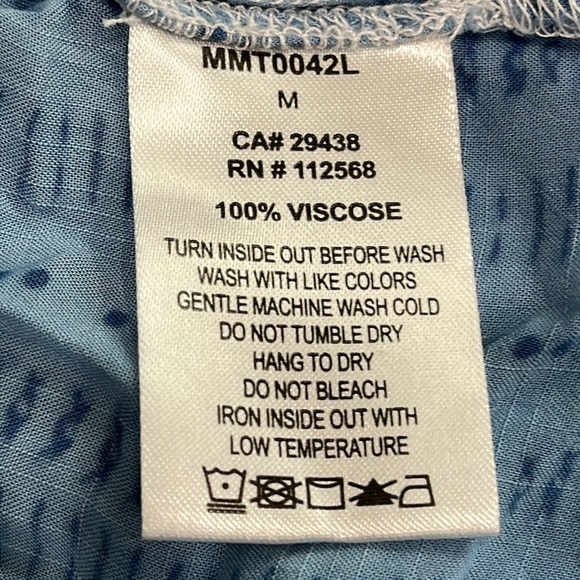 MMT0042L
M
CA# 29438
RN # 112568
100% VISCOSE
TURN INSIDE OUT BEFORE WASH
WASH WITH LIKE COLORS
GENTLE MACHINE WASH COLD
DO NOT TUMBLE DRY
HANG TO DRY
DO NOT BLEACH
IRON INSIDE OUT WITH
LOW TEMPERATURE